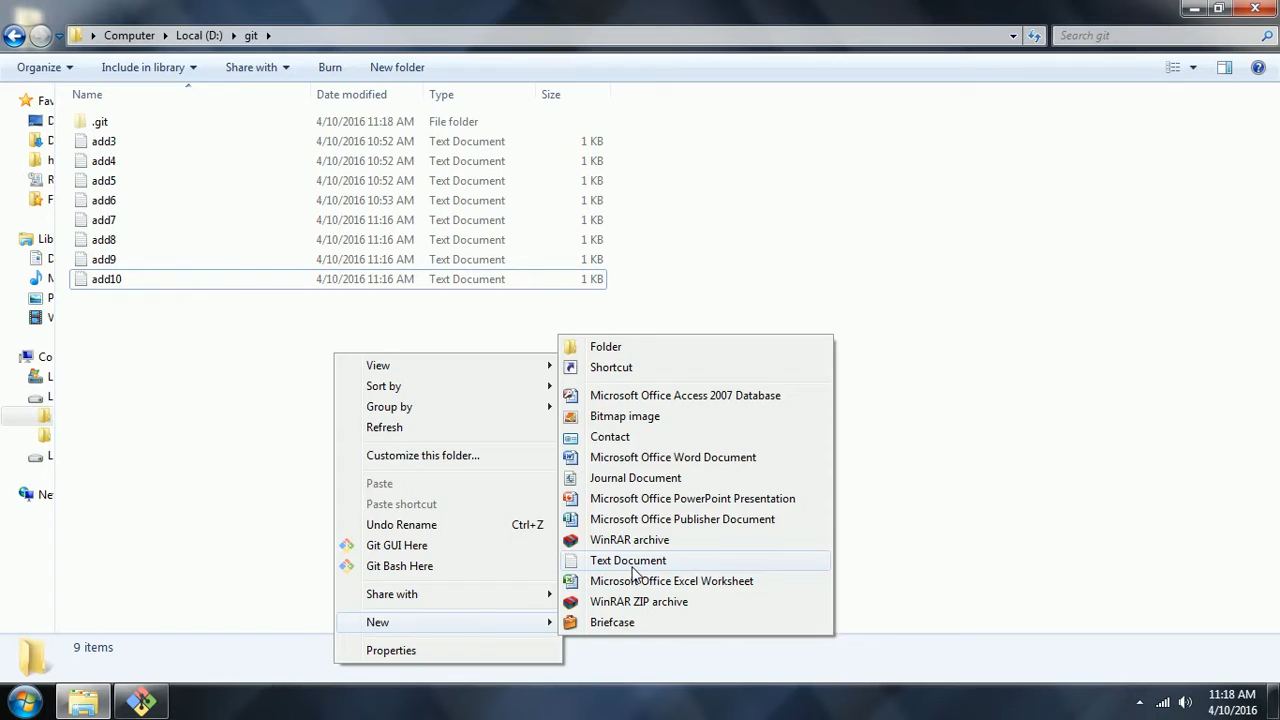 Computer Local (D:) git
Search git
Organize Include in library Share with Burn New folder
Name Date modified Type Size
.git 4/10/2016 11:18 AM File folder
add3 4/10/2016 10:52 AM Text Document 1 KB
add4 4/10/2016 10:52 AM Text Document 1 KB
add5 4/10/2016 10:52 AM Text Document 1 KB
add6 4/10/2016 10:53 AM Text Document 1 KB
add7 4/10/2016 11:16 AM Text Document 1 KB
add8 4/10/2016 11:16 AM Text Document 1 KB
add9 4/10/2016 11:16 AM Text Document 1 KB
add10 4/10/2016 11:16 AM Text Document 1 KB
Fav
D
D
h
R
F
Lib
D
M
P
V
Co
L
L
L
Ne
View
Sort by
Group by
Refresh
Customize this folder...
Paste
Paste shortcut
Undo Rename Ctrl+Z
Git GUI Here
Git Bash Here
Share with
New
Properties
Folder
Shortcut
Microsoft Office Access 2007 Database
Bitmap image
Contact
Microsoft Office Word Document
Journal Document
Microsoft Office PowerPoint Presentation
Microsoft Office Publisher Document
WinRAR archive
Text Document
Microsoft Office Excel Worksheet
WinRAR ZIP archive
Briefcase
9 items
11:18 AM
4/10/2016